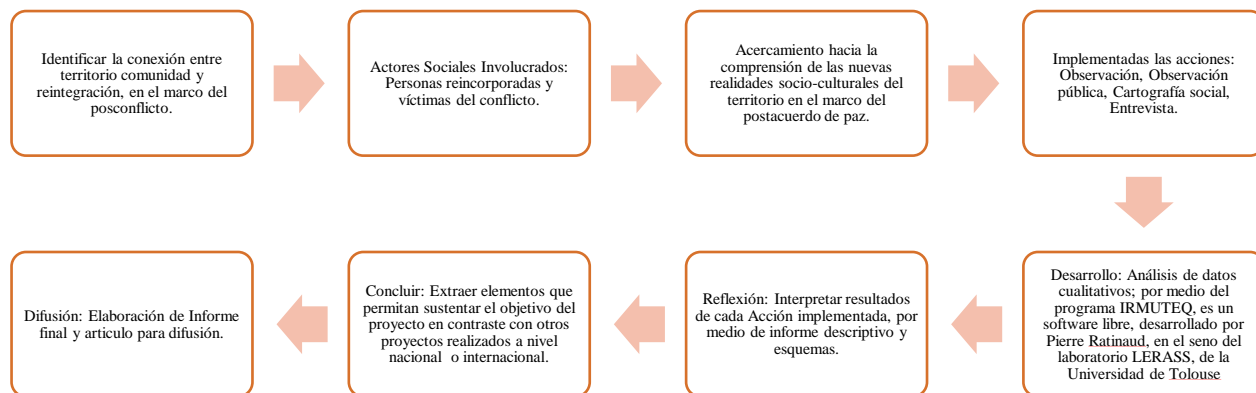 Identificar la conexión entre
territorio comunidad y
reintegración, en el marco del
posconflicto.
Actores Sociales Involucrados:
Personas reincorporadas y
víctimas del conflicto.
Acercamiento hacia la
comprensión de las nuevas
realidades socio-culturales del
territorio en el marco del
postacuerdo de paz.
Implementadas las acciones:
Observación, Observación
pública, Cartografía social,
Entrevista.
Desarrollo: Análisis de datos
cualitativos; por medio del
programa IRMUTEQ, es un
software libre, desarrollado por
Pierre Ratinaud, en el seno del
laboratorio LERASS, de la
Universidad de Tolouse
Reflexión: Interpretar resultados
de cada Acción implementada, por
medio de informe descriptivo y
esquemas.
Concluir: Extraer elementos que
permitan sustentar el objetivo del
proyecto en contraste con otros
proyectos realizados a nivel
nacional o internacional.
Difusión: Elaboración de Informe
final y articulo para difusión.